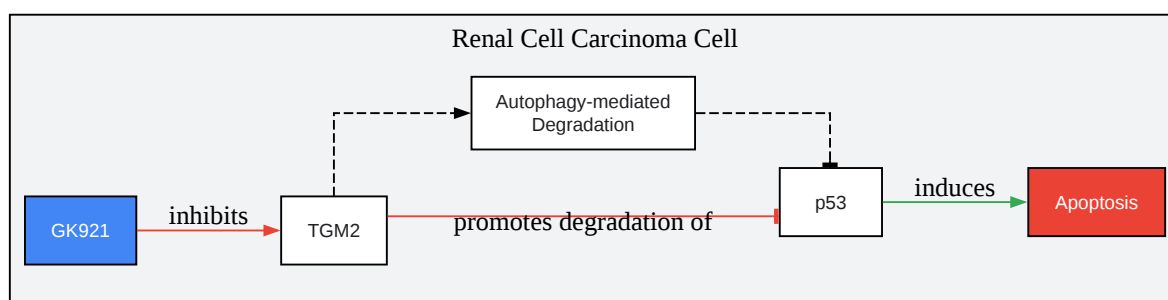 Renal Cell Carcinoma Cell
Autophagy-mediated
Degradation
GK921
inhibits
TGM2
promotes degradation of
p53
induces
Apoptosis